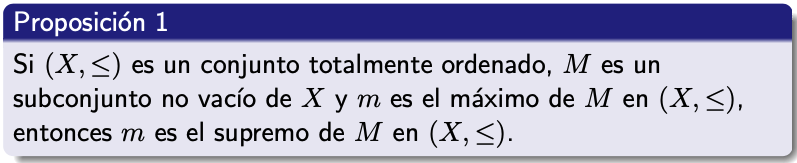 Proposición 1
Si (X, ≤) es un conjunto totalmente ordenado, M es un
subconjunto no vacío de X y m es el máximo de M en (X, ≤),
entonces m es el supremo de M en (X, ≤).